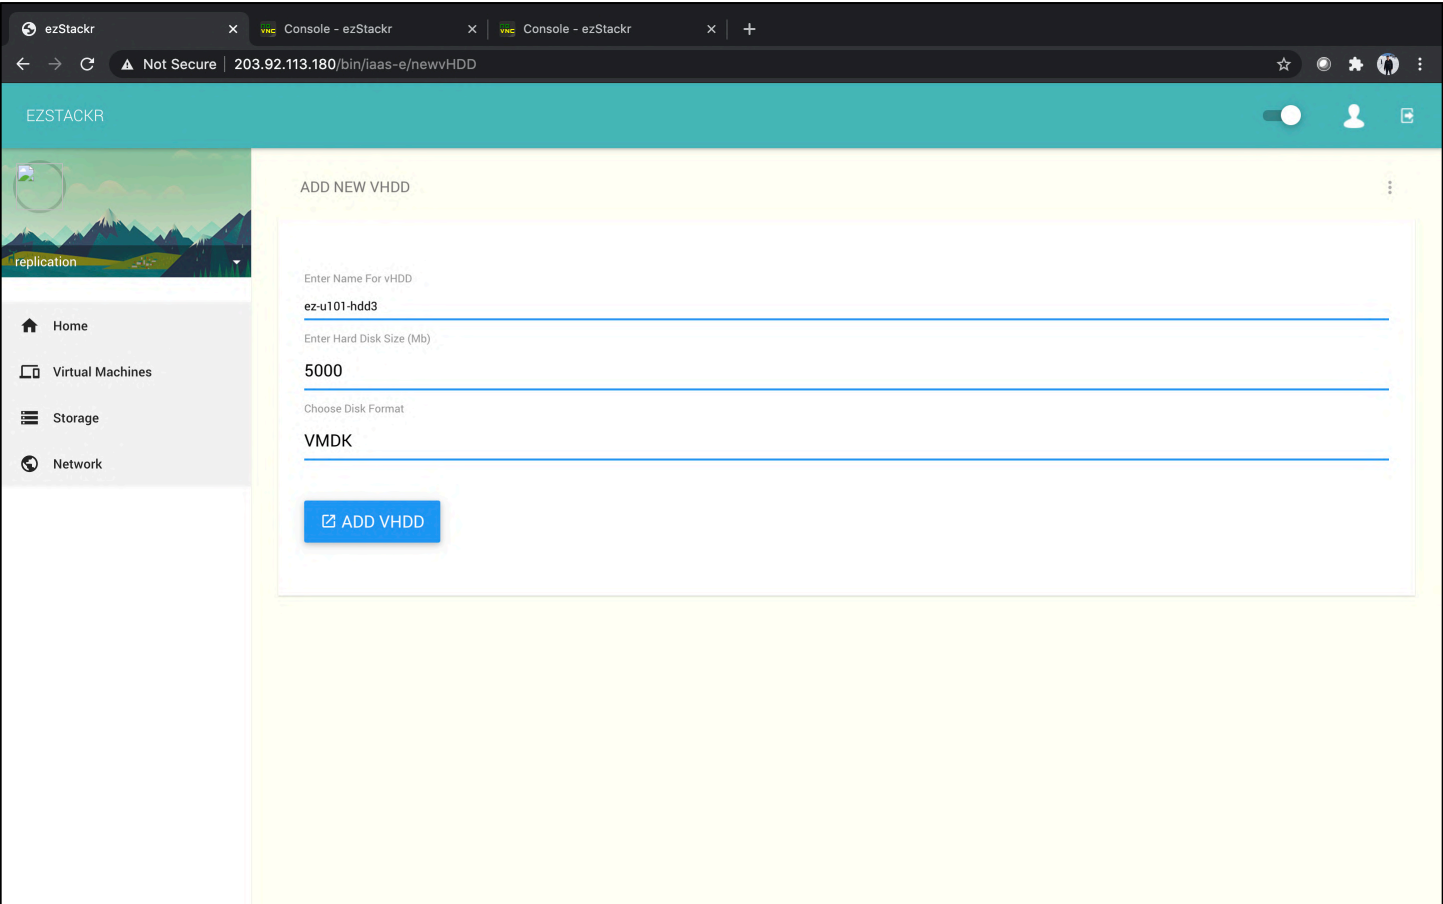 ezStackr
Console - ezStackr
Console - ezStackr
Not Secure | 203.92.113.180/bin/iaas-e/newvHDD
EZSTACKR
replication
Home
Virtual Machines
Storage
Network
ADD NEW VHDD
Enter Name For vHDD
ez-u101-hdd3
Enter Hard Disk Size (Mb)
5000
Choose Disk Format
VMDK
ADD VHDD